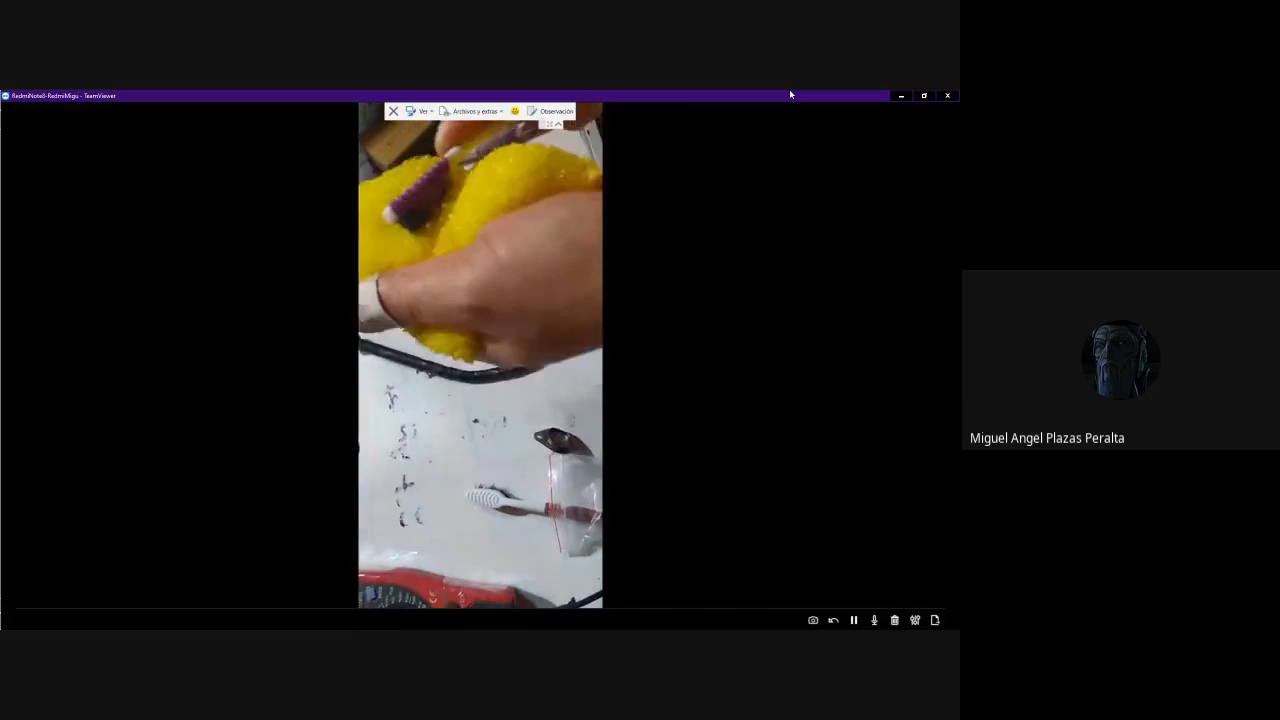 RedmiNote8-RedmiMigu - TeamViewer
Ver
Archivos y extras
Observación
Miguel Angel Plazas Peralta